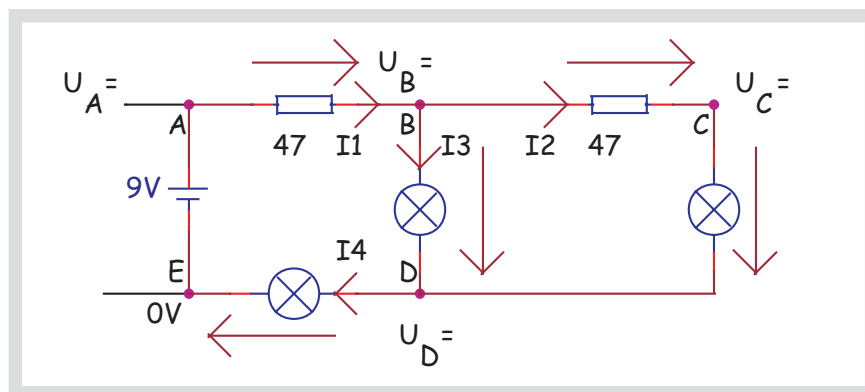 U_A=
U_B=
U_C=
A
B
C
47
I1
I3
I2
47
9V
E
I4
D
0V
U_D=